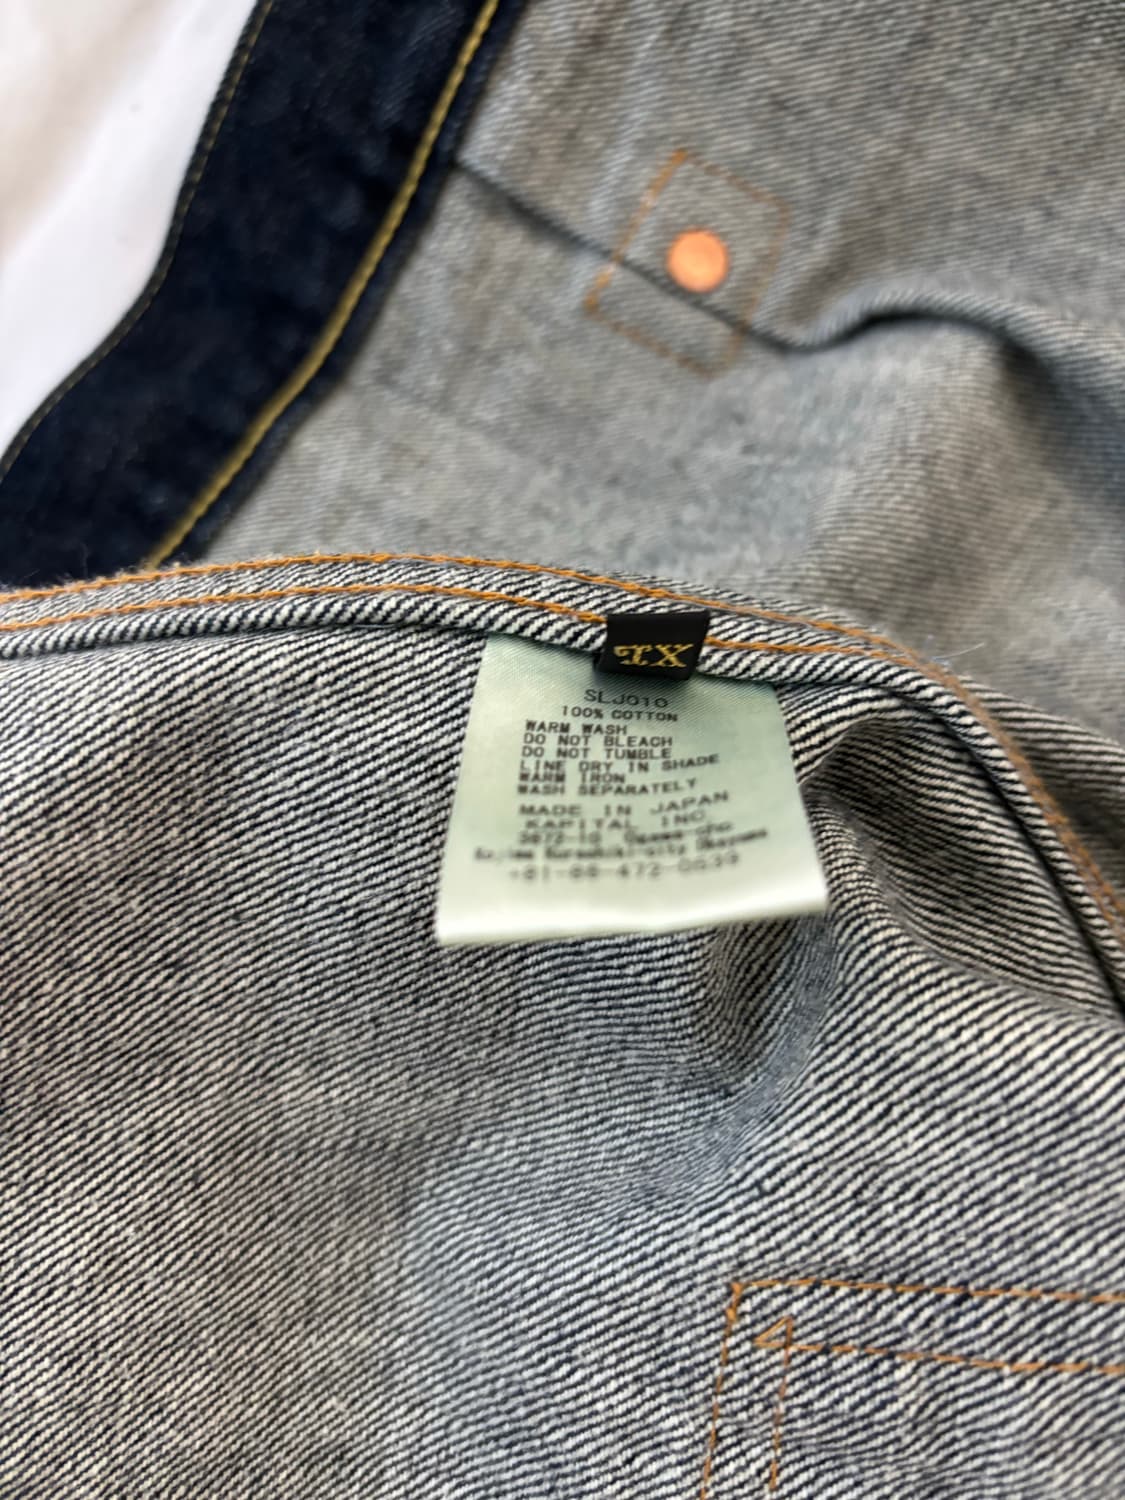 XL
SLJ010
100% COTTON
WARM WASH
DO NOT BLEACH
DO NOT TUMBLE
LINE DRY IN SHADE
WARM IRON
WASH SEPARATELY
MADE IN JAPAN
KAPITAL INC.